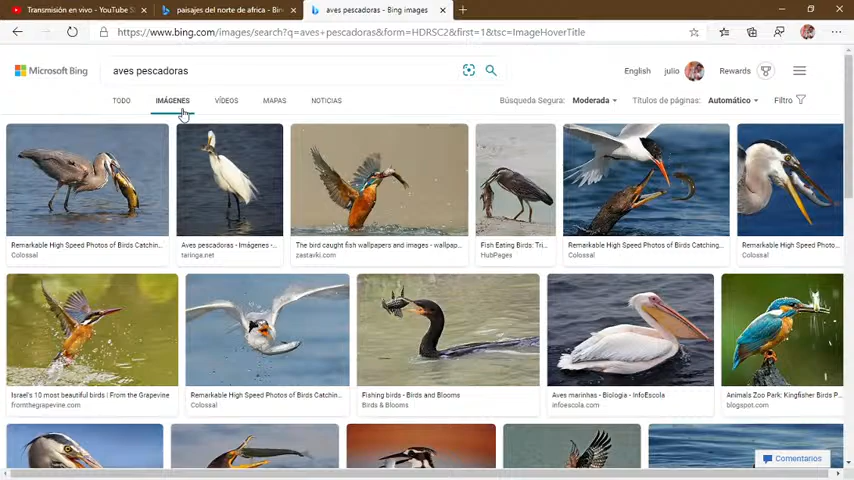 Transmisión en vivo - YouTube S
paisajes del norte de africa - Bin
aves pescadoras - Bing images
https://www.bing.com/images/search?q=aves+pescadoras&form=HDRSC2&first=1&tsc=ImageHoverTitle
Microsoft Bing
aves pescadoras
English
julio
Rewards
TODO
IMÁGENES
VÍDEOS
MAPAS
NOTICIAS
Búsqueda Segura: Moderada
Títulos de páginas: Automático
Filtro
Remarkable High Speed Photos of Birds Catchin...
Colossal
Aves pescadoras - Imágenes -...
taringa.net
The bird caught fish wallpapers and images - wallpap...
zastavki.com
Fish Eating Birds: Tri...
HubPages
Remarkable High Speed Photos of Birds Catching...
Colossal
Remarkable High Speed Photo...
Colossal
Israel's 10 most beautiful birds | From the Grapevine
fromthegrapevine.com
Remarkable High Speed Photos of Birds Catchin...
Colossal
Fishing birds - Birds and Blooms
Birds & Blooms
Aves marinhas - Biologia - InfoEscola
infoescola.com
Animals Zoo Park: Kingfisher Birds P...
blogspot.com
Comentarios